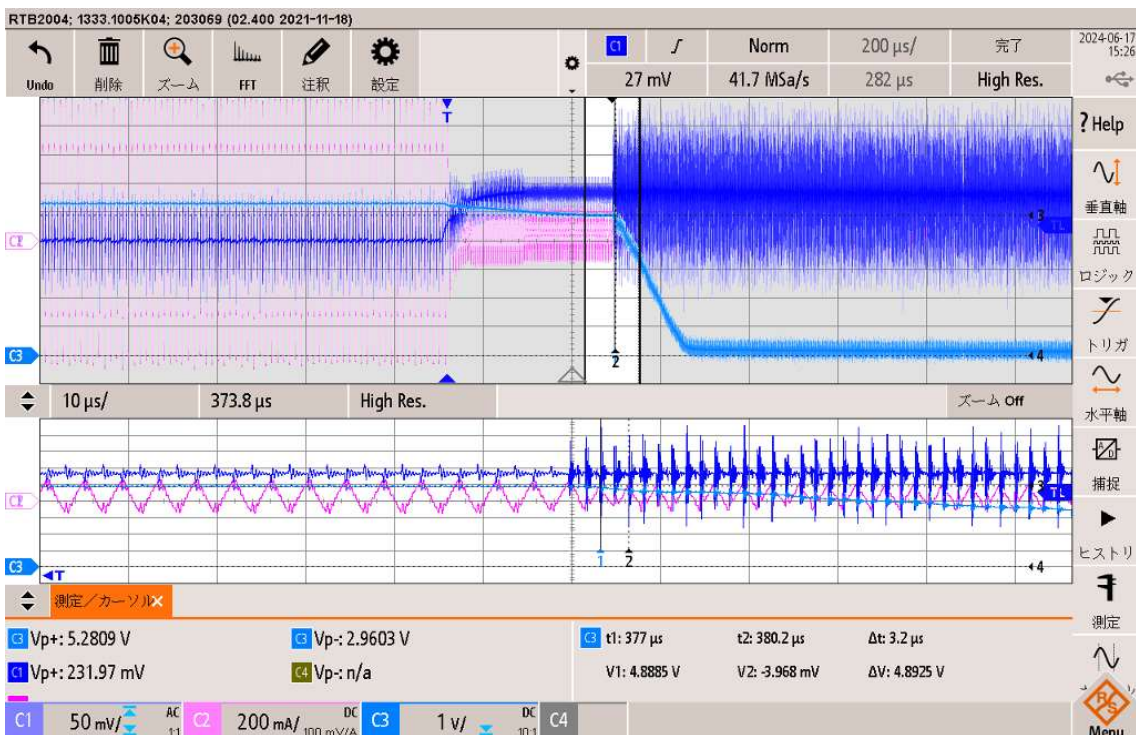 RTB2004; 1333.1005K04; 203069 (02.400 2021-11-18)
Undo 削除 ズーム FFT 注釈 設定
C1 Norm 200 µs/ 完了
27 mV 41.7 MSa/s 282 µs High Res.
2024-06-17
15:26
T
? Help
垂直軸
ロジック
トリガ
水平軸
捕捉
ヒストリ
測定
3
TL
C2
2
C3
4
10 µs/ 373.8 µs High Res. ズーム Off
C2
3
TL
1 2
C3
T
4
測定/カーソル×
C3 Vp+: 5.2809 V C3 Vp-: 2.9603 V C3 t1: 377 µs t2: 380.2 µs Δt: 3.2 µs
C1 Vp+: 231.97 mV C4 Vp-: n/a V1: 4.8885 V V2: -3.968 mV ΔV: 4.8925 V
C1 50 mV/ AC 1:1 C2 200 mA/ DC 100 mV/A C3 1 V/ DC 10:1 C4
R&S
Menu